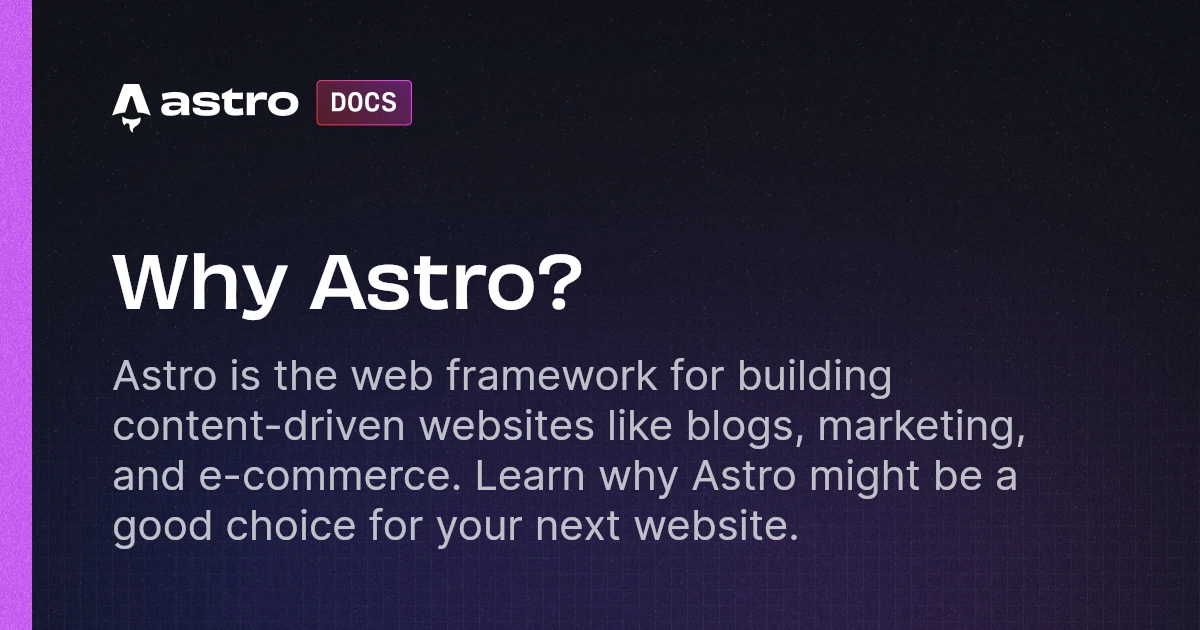 astro DOCS
Why Astro?
Astro is the web framework for building
content-driven websites like blogs, marketing,
and e-commerce. Learn why Astro might be a
good choice for your next website.